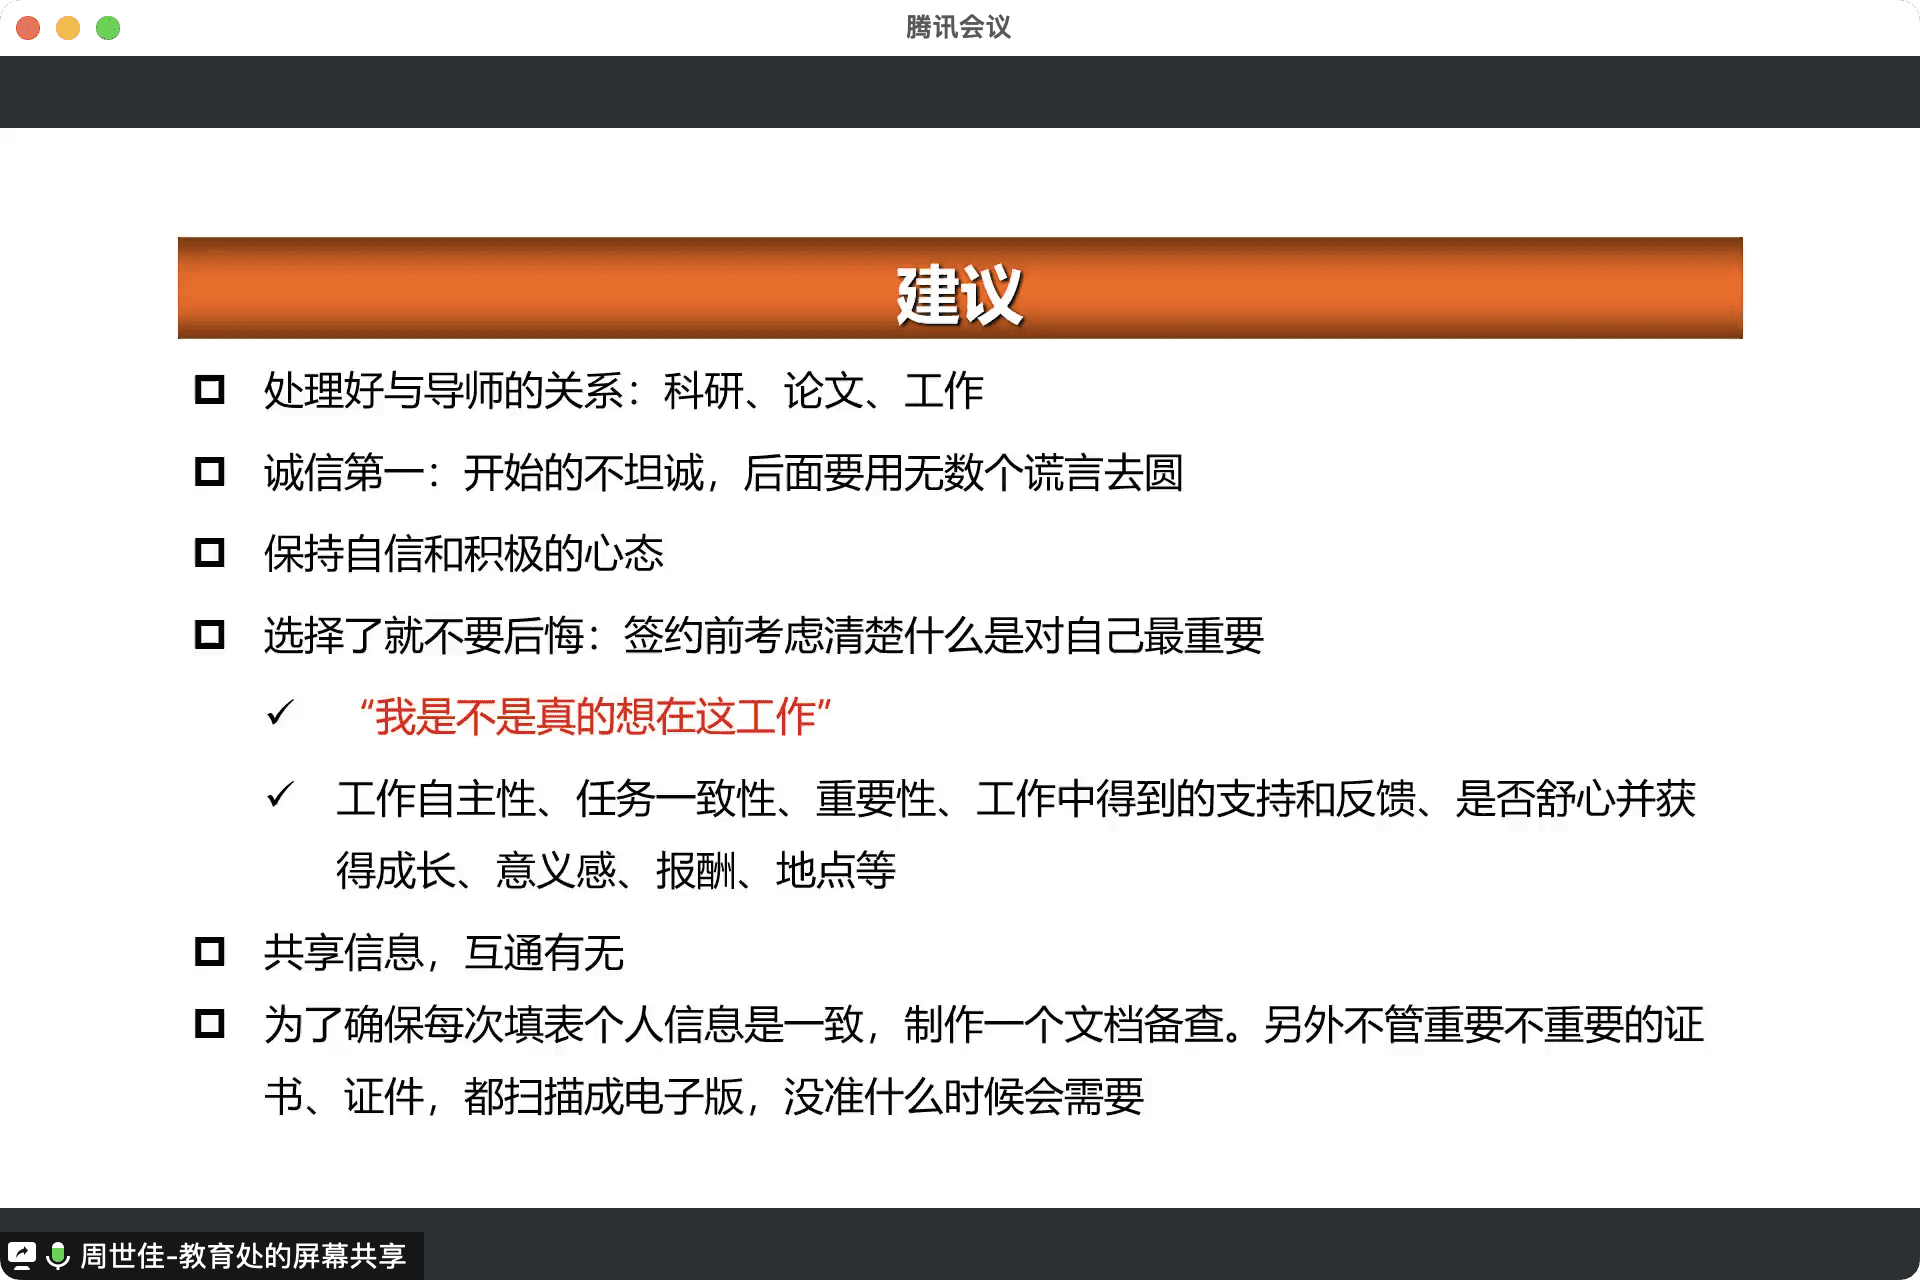 腾讯会议
建议
处理好与导师的关系：科研、论文、工作
诚信第一：开始的不坦诚，后面要用无数个谎言去圆
保持自信和积极的心态
选择了就不要后悔：签约前考虑清楚什么是对自己最重要
“我是不是真的想在这工作”
工作自主性、任务一致性、重要性、工作中得到的支持和反馈、是否舒心并获
得成长、意义感、报酬、地点等
共享信息，互通有无
为了确保每次填表个人信息是一致，制作一个文档备查。另外不管重要不重要的证
书、证件，都扫描成电子版，没准什么时候会需要
周世佳-教育处的屏幕共享